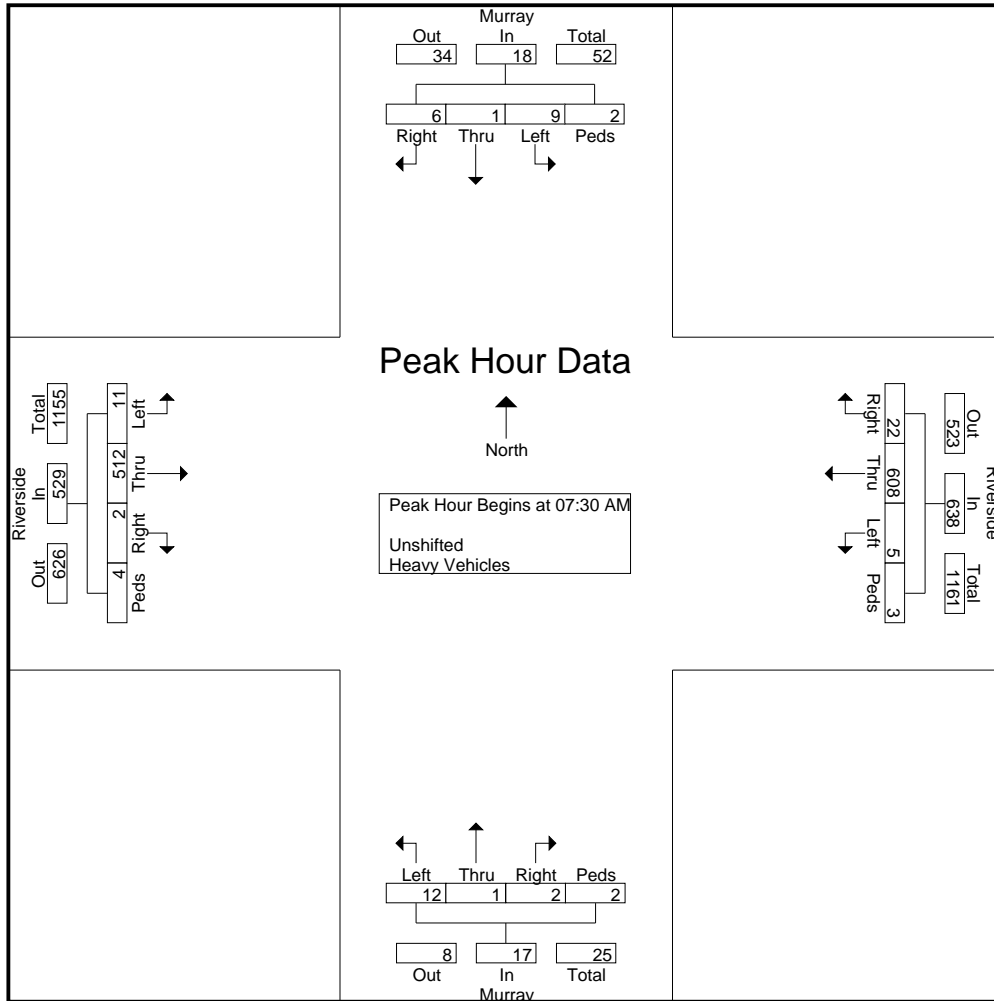 Murray
Out In Total
34 18 52
6 1 9 2
Right Thru Left Peds
Peak Hour Data
North
Peak Hour Begins at 07:30 AM
Unshifted
Heavy Vehicles
Riverside
Total In Out
1155 529 626
11 512 2 4
Left Thru Right Peds
Riverside
Out In Total
523 638 1161
22 608 5 3
Right Thru Left Peds
Left Thru Right Peds
12 1 2 2
8 17 25
Out In Total
Murray